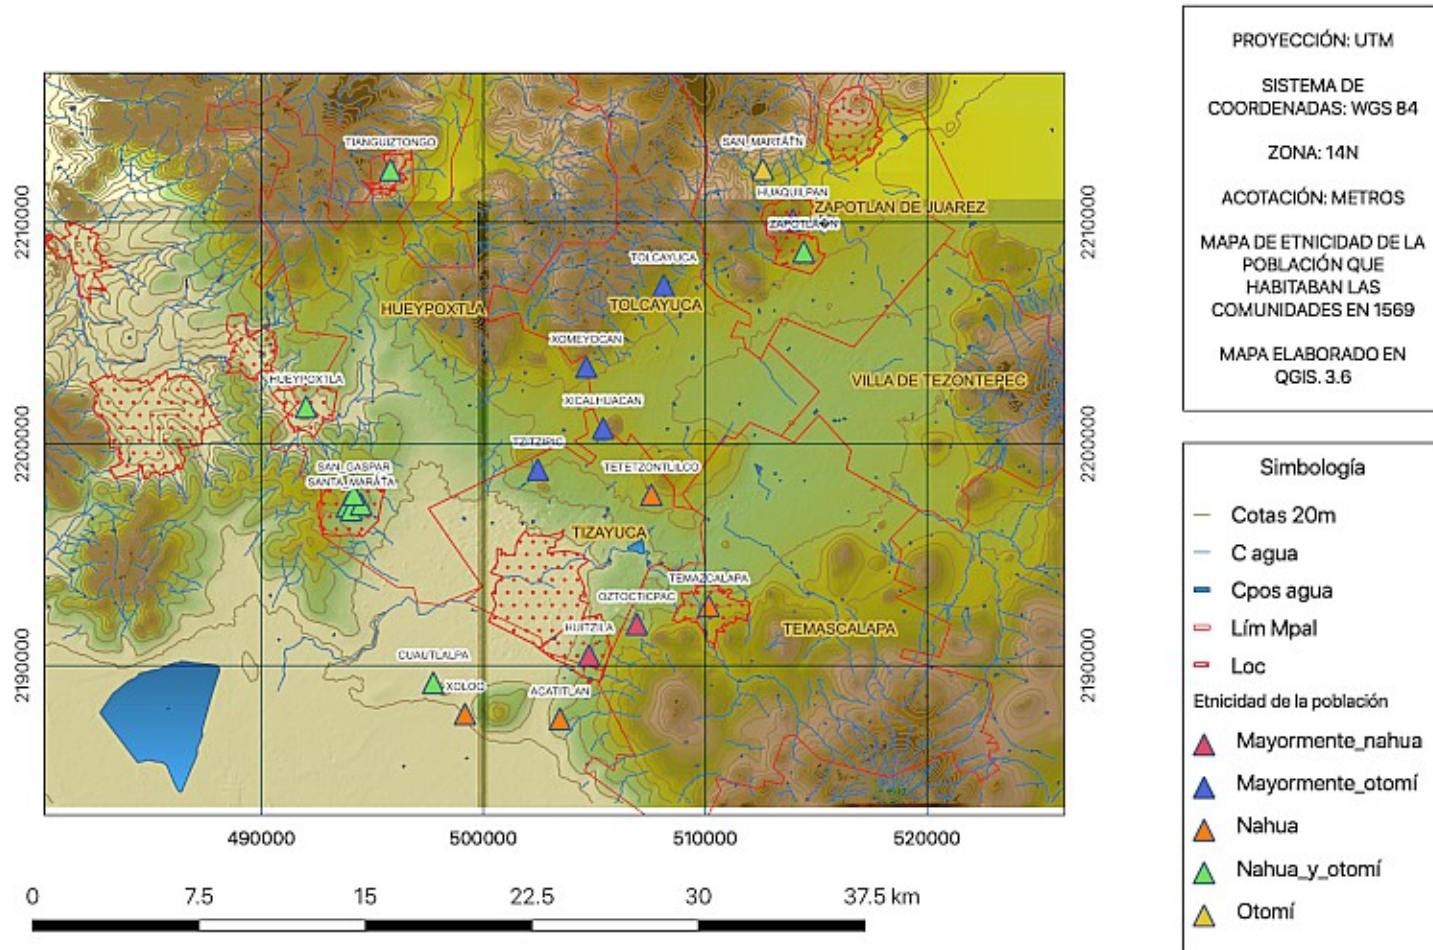 PROYECCIÓN: UTM
SISTEMA DE
COORDENADAS: WGS 84
ZONA: 14N
ACOTACIÓN: METROS
MAPA DE ETNICIDAD DE LA
POBLACIÓN QUE
HABITABAN LAS
COMUNIDADES EN 1569
MAPA ELABORADO EN
QGIS. 3.6
TIANGUIZTONGO
SAN_MARTÃTN
HUAQUILPAN
ZAPOTLAN DE JUAREZ
2210000
2210000
TOLCAYUCA
HUEYPOXTLA
TOLCAYUCA
XOMEYOCAN
HUEYPOXTLA
VILLA DE TEZONTEPEC
XICALHUACAN
2200000
TZITZIPIC
2200000
SAN_GASPAR
TETETZONTLILCO
SANTA_MARÃTA
TIZAYUCA
TEMAZCALAPA
OZTOCTICPAC
HUITZILA
TEMASCALAPA
2190000
CUAUTLALPA
2190000
XOLOC
ACATITLAN
490000
500000
510000
520000
0
7.5
15
22.5
30
37.5 km
Simbología
Cotas 20m
C agua
Cpos agua
Lím Mpal
Loc
Etnicidad de la población
Mayormente_nahua
Mayormente_otomí
Nahua
Nahua_y_otomí
Otomí